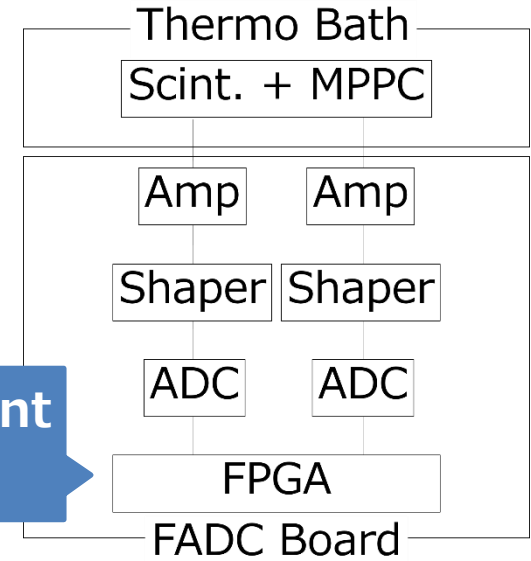 Thermo Bath
Scint. + MPPC
Amp Amp
Shaper Shaper
ADC ADC
nt
FPGA
FADC Board